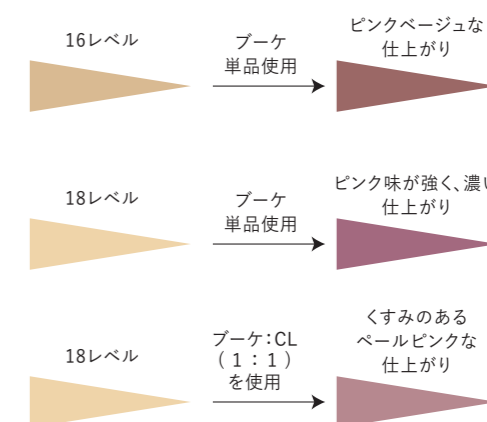 16レベル
ブーケ
単品使用
ピンクベージュな
仕上がり
18レベル
ブーケ
単品使用
ピンク味が強く、濃い
仕上がり
18レベル
ブーケ:CL
(1:1)
を使用
くすみのある
ペールピンクな
仕上がり